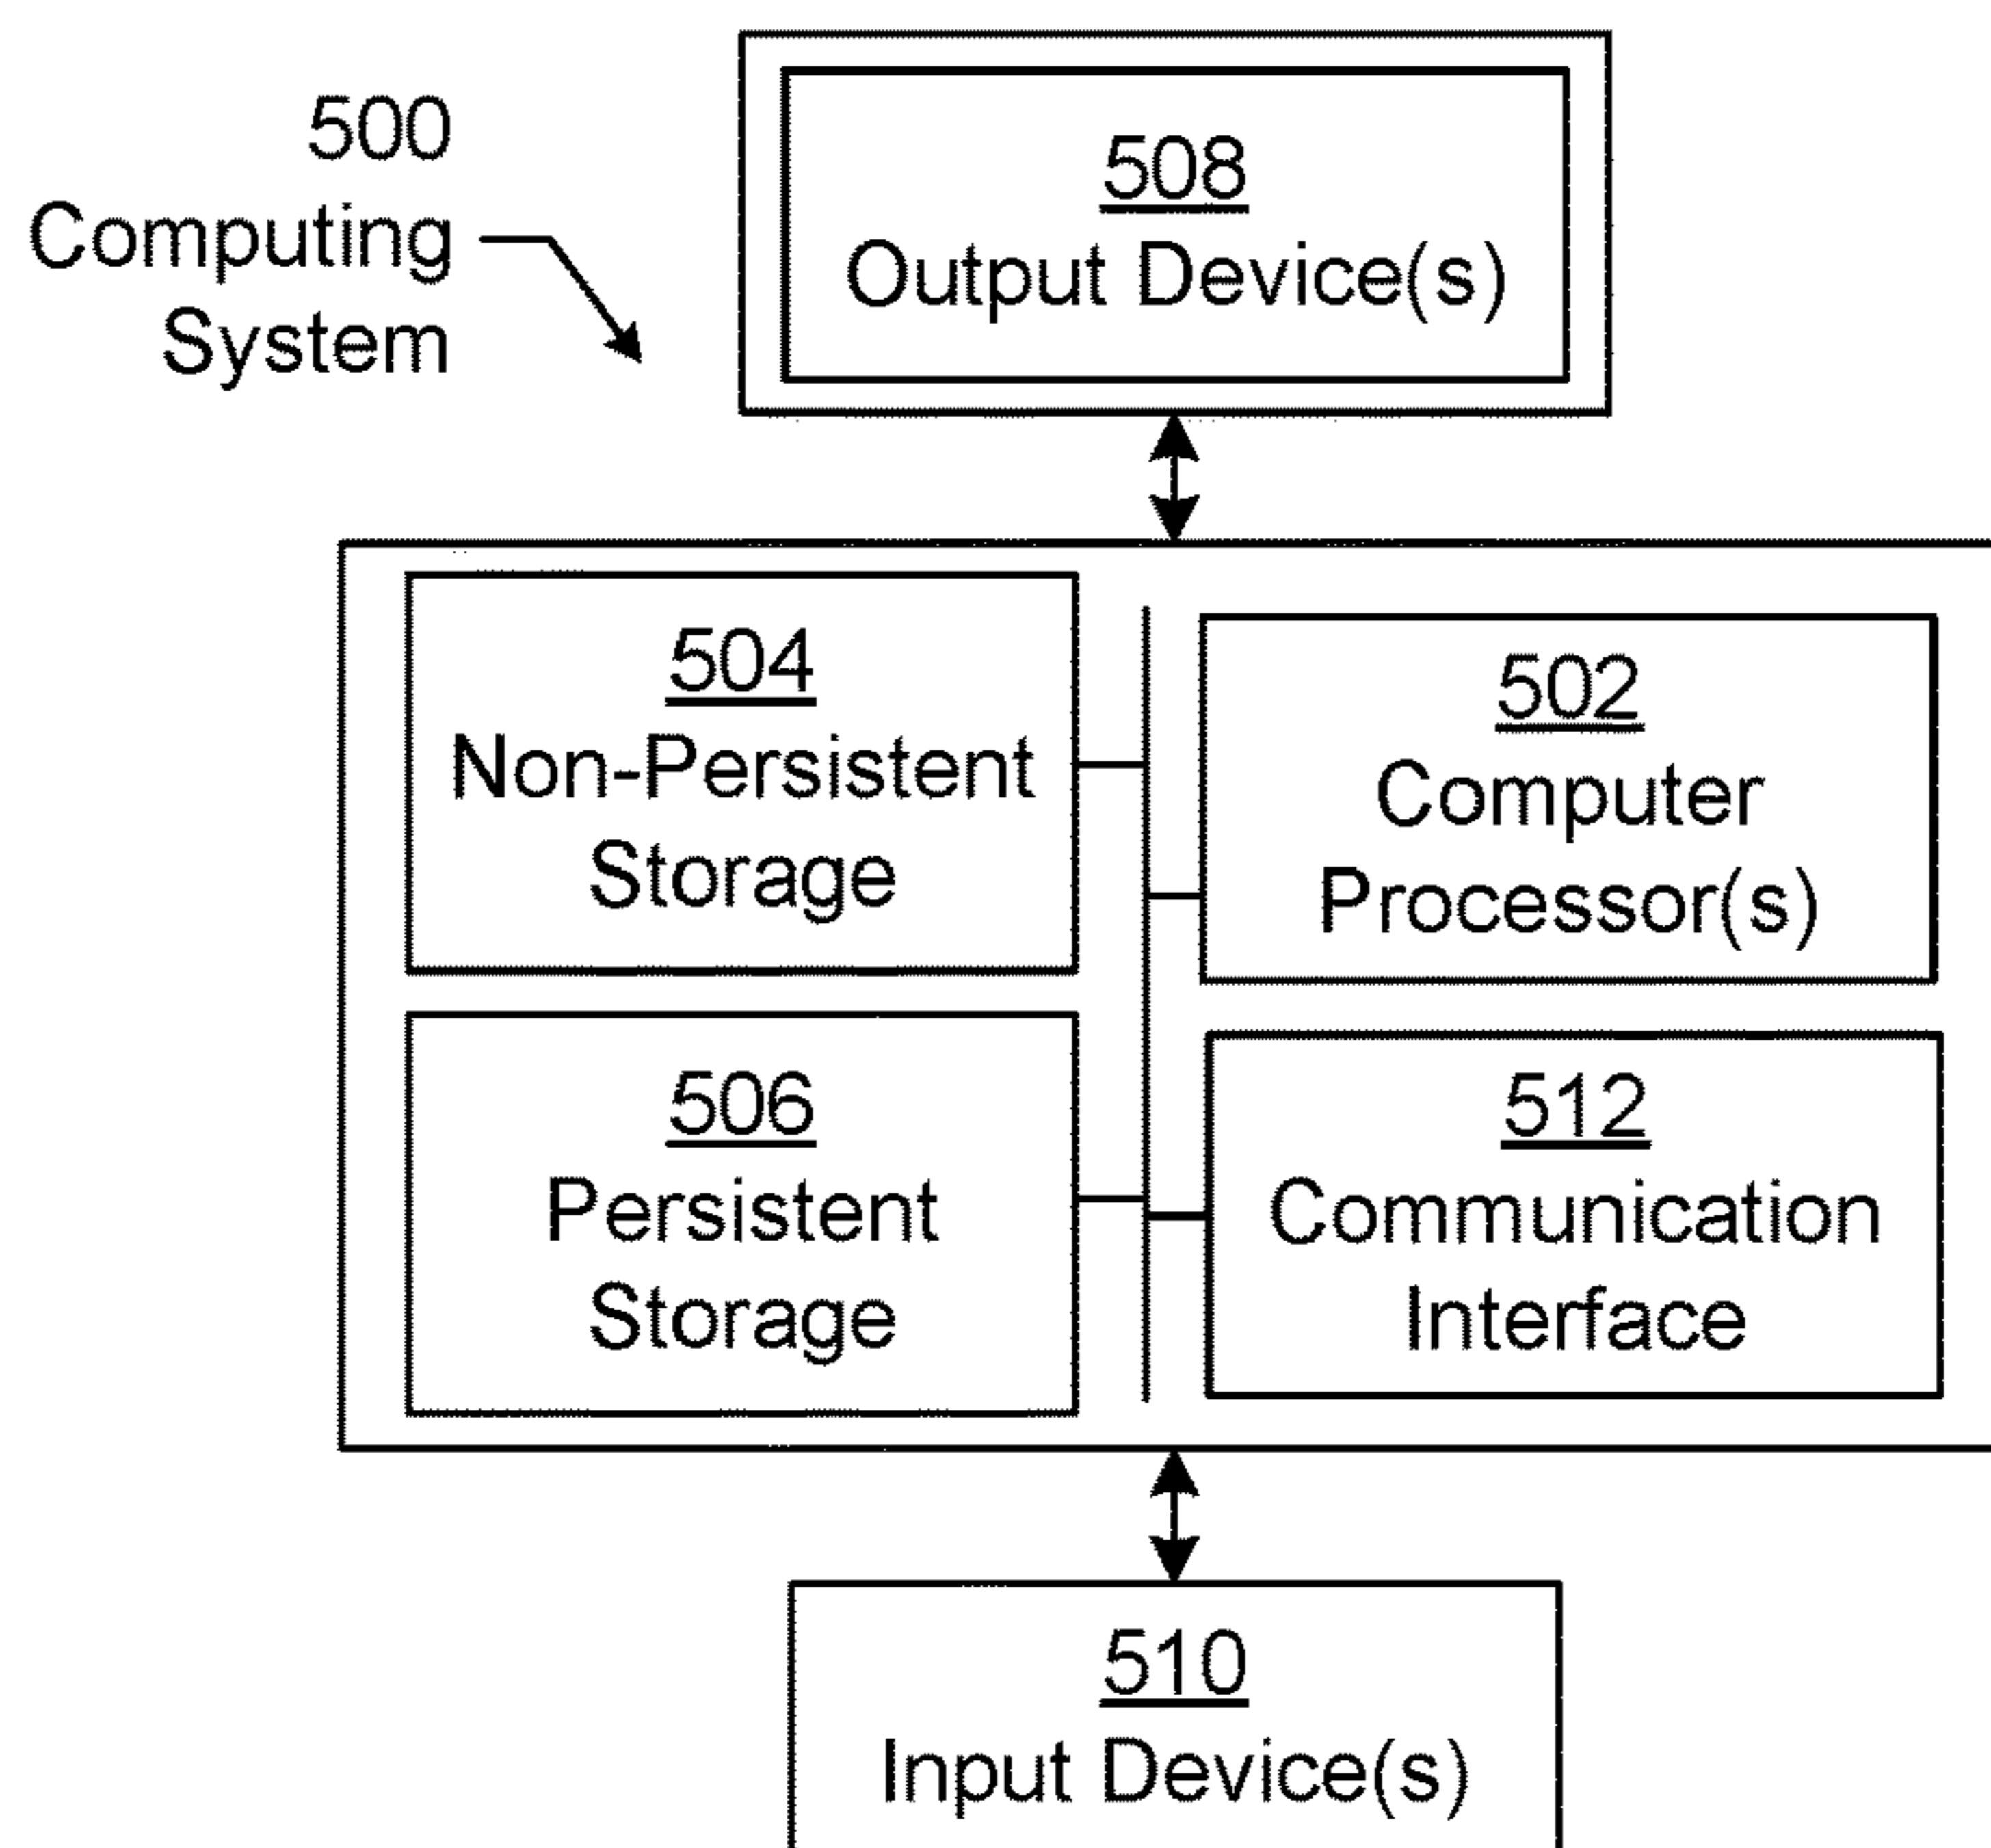 500
Computing
System
508
Output Device(s)
504
Non-Persistent
Storage
502
Computer
Processor(s)
506
Persistent
Storage
512
Communication
Interface
510
Input Device(s)